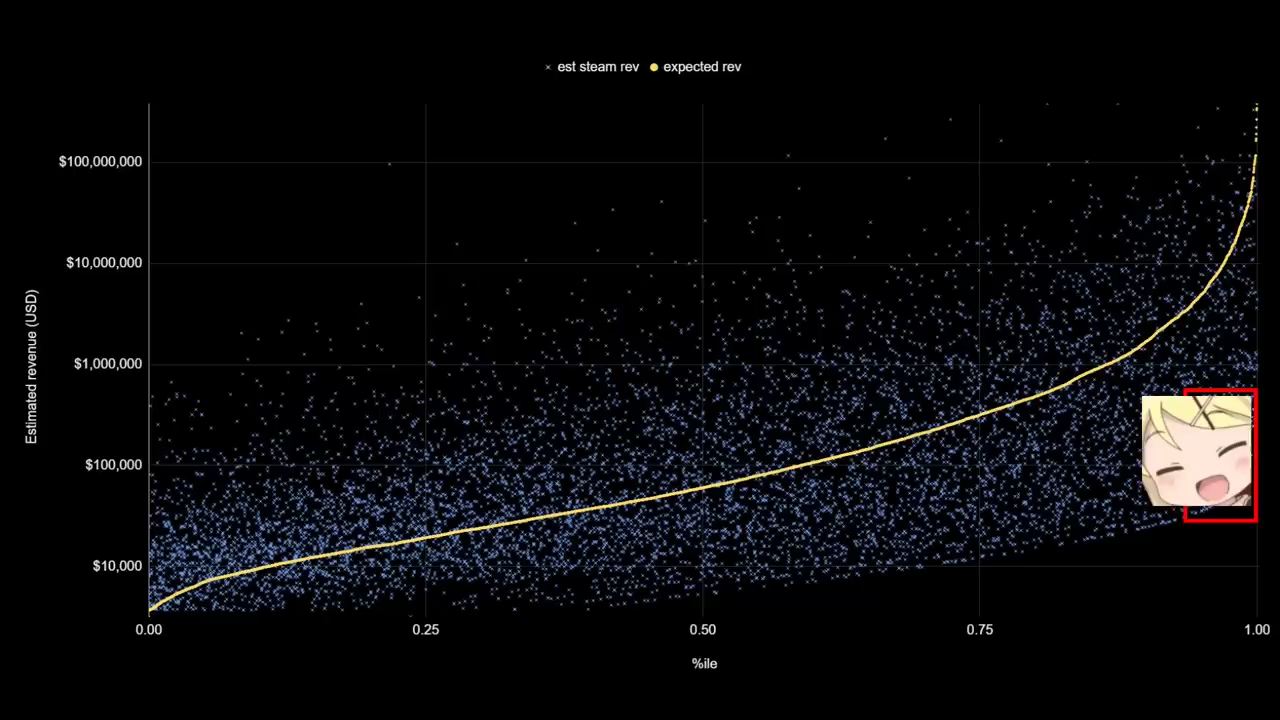 est steam rev
expected rev
$100,000,000
$10,000,000
$1,000,000
$100,000
$10,000
Estimated revenue (USD)
0.00
0.25
0.50
0.75
1.00
%ile